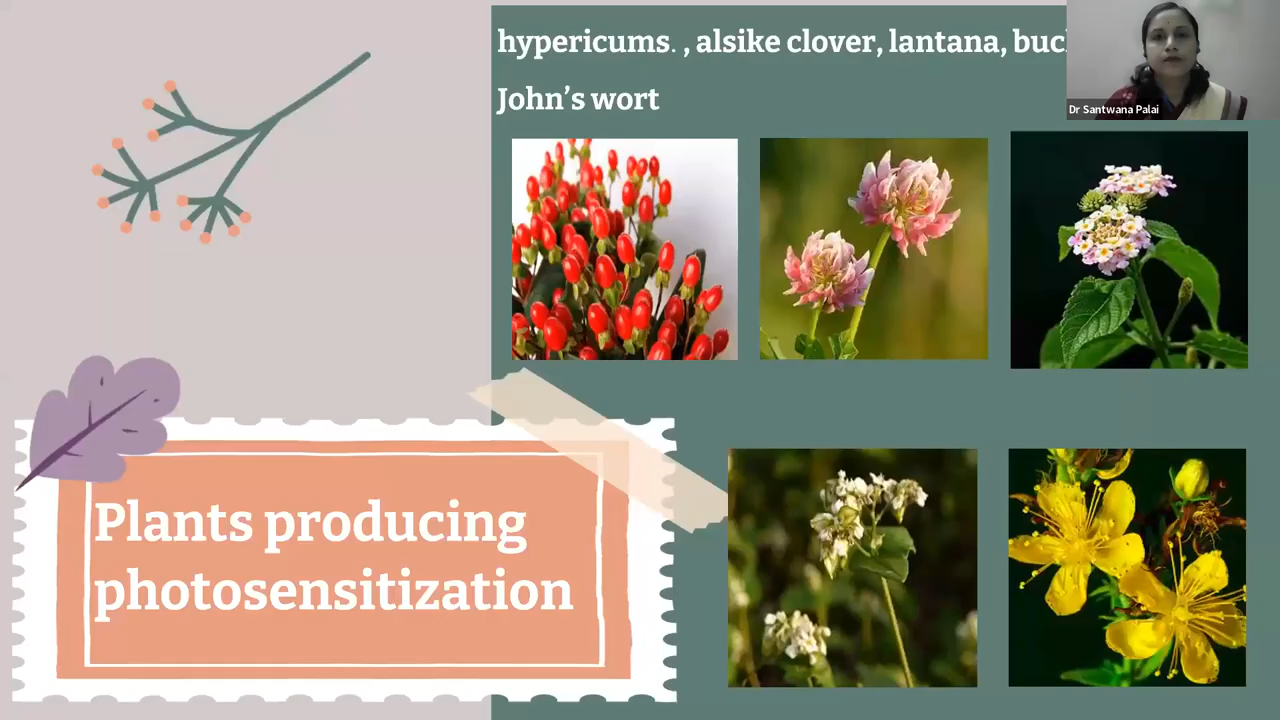 hypericums. , alsike clover, lantana,
John’s wort
Dr Santwana Palai
Plants producing
photosensitization